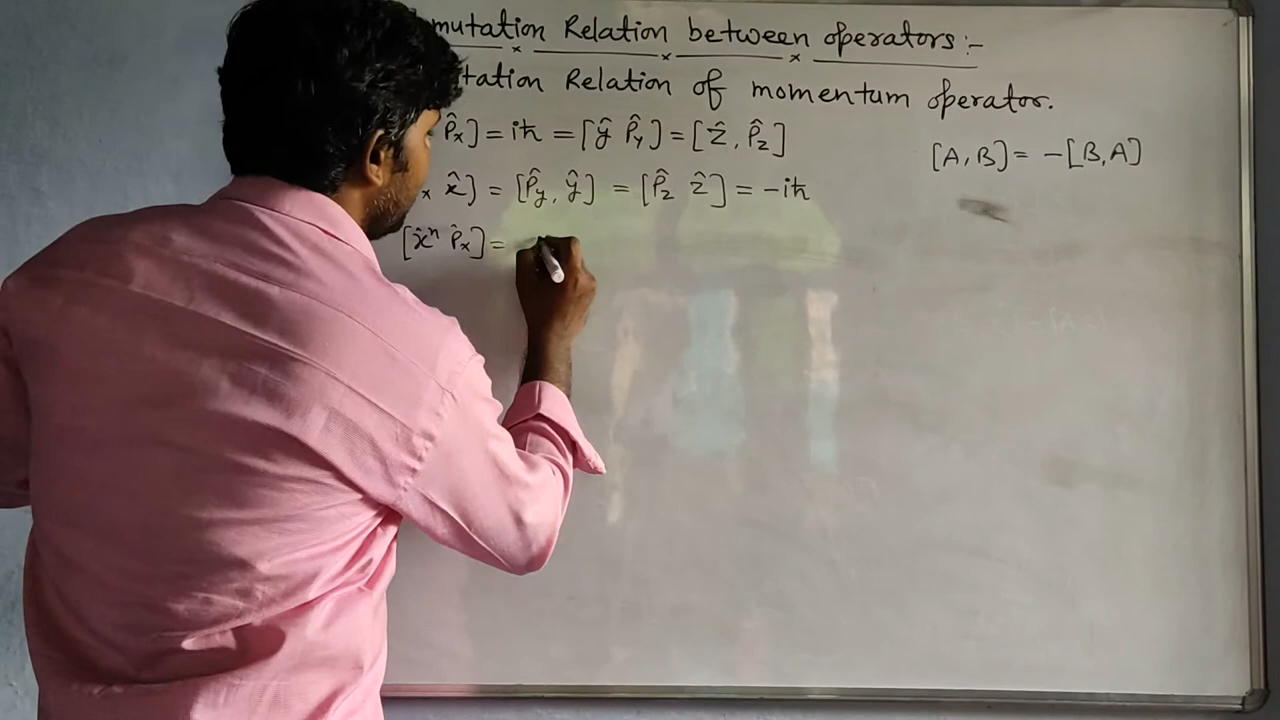 mutation Relation between operators:-
tation Relation of momentum operator.
P̂x] = iħ = [ŷ P̂y] = [ẑ, P̂z]
[A, B] = -[B, A]
x x̂] = [P̂y, ŷ] = [P̂z ẑ] = -iħ
[x̂ⁿ P̂x] =